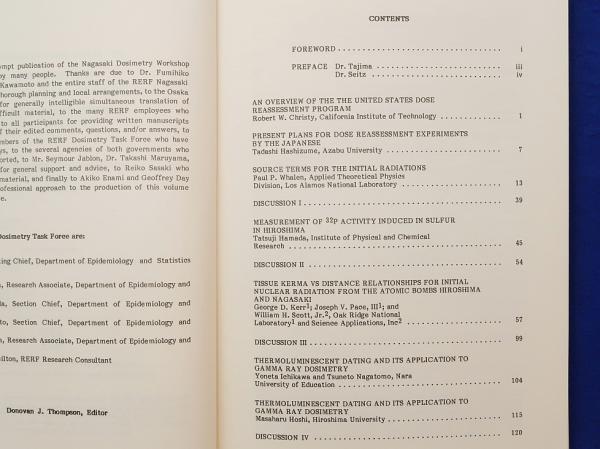 ompt publication of the Nagasaki Dosimetry Workshop
by many people. Thanks are due to Dr. Fumihiko
Kawamoto and the entire staff of the RERF Nagasaki
horough planning and local arrangements, to the Osaka
for generally intelligible simultaneous translation of
ifficult material, to the many RERF employees who
to all participants for providing written manuscripts
f their edited comments, questions, and/or answers, to
mbers of the RERF Dosimetry Task Force who have
ys, to the several agencies of both governments who
orted, to Mr. Seymour Jablon, Dr. Takashi Maruyama,
for general support and advice, to Reiko Sasaki who
material, and finally to Akiko Enami and Geoffrey Day
ofessional approach to the production of this volume
e.
Dosimetry Task Force are:
ting Chief, Department of Epidemiology and Statistics
a, Research Associate, Department of Epidemiology and
da, Section Chief, Department of Epidemiology and
to, Section Chief, Department of Epidemiology and
n, Research Associate, Department of Epidemiology and
ilton, RERF Research Consultant
Donovan J. Thompson, Editor
CONTENTS
FOREWORD ................................. i
PREFACE Dr. Tajima ......................... iii
Dr. Seitz .......................... iv
AN OVERVIEW OF THE THE UNITED STATES DOSE
REASSESSMENT PROGRAM
Robert W. Christy, California Institute of Technology ............. 1
PRESENT PLANS FOR DOSE REASSESSMENT EXPERIMENTS
BY THE JAPANESE
Tadashi Hashizume, Azabu University ........................ 7
SOURCE TERMS FOR THE INITIAL RADIATIONS
Paul P. Whalen, Applied Theoretical Physics
Division, Los Alamos National Laboratory .................... 13
DISCUSSION I ........................................ 39
MEASUREMENT OF 32P ACTIVITY INDUCED IN SULFUR
IN HIROSHIMA
Tatsuji Hamada, Institute of Physical and Chemical
Research ........................................... 45
DISCUSSION II ....................................... 54
TISSUE KERMA VS DISTANCE RELATIONSHIPS FOR INITIAL
NUCLEAR RADIATION FROM THE ATOMIC BOMBS HIROSHIMA
AND NAGASAKI
George D. Kerr1; Joseph V. Pace, III1; and
William H. Scott, Jr.2, Oak Ridge National
Laboratory1 and Science Applications, Inc2 ................... 57
DISCUSSION III ...................................... 99
THERMOLUMINESCENT DATING AND ITS APPLICATION TO
GAMMA RAY DOSIMETRY
Yoneta Ichikawa and Tsuneto Nagatomo, Nara
University of Education ................................ 104
THERMOLUMINESCENT DATING AND ITS APPLICATION TO
GAMMA RAY DOSIMETRY
Masaharu Hoshi, Hiroshima University ....................... 115
DISCUSSION IV ...................................... 120